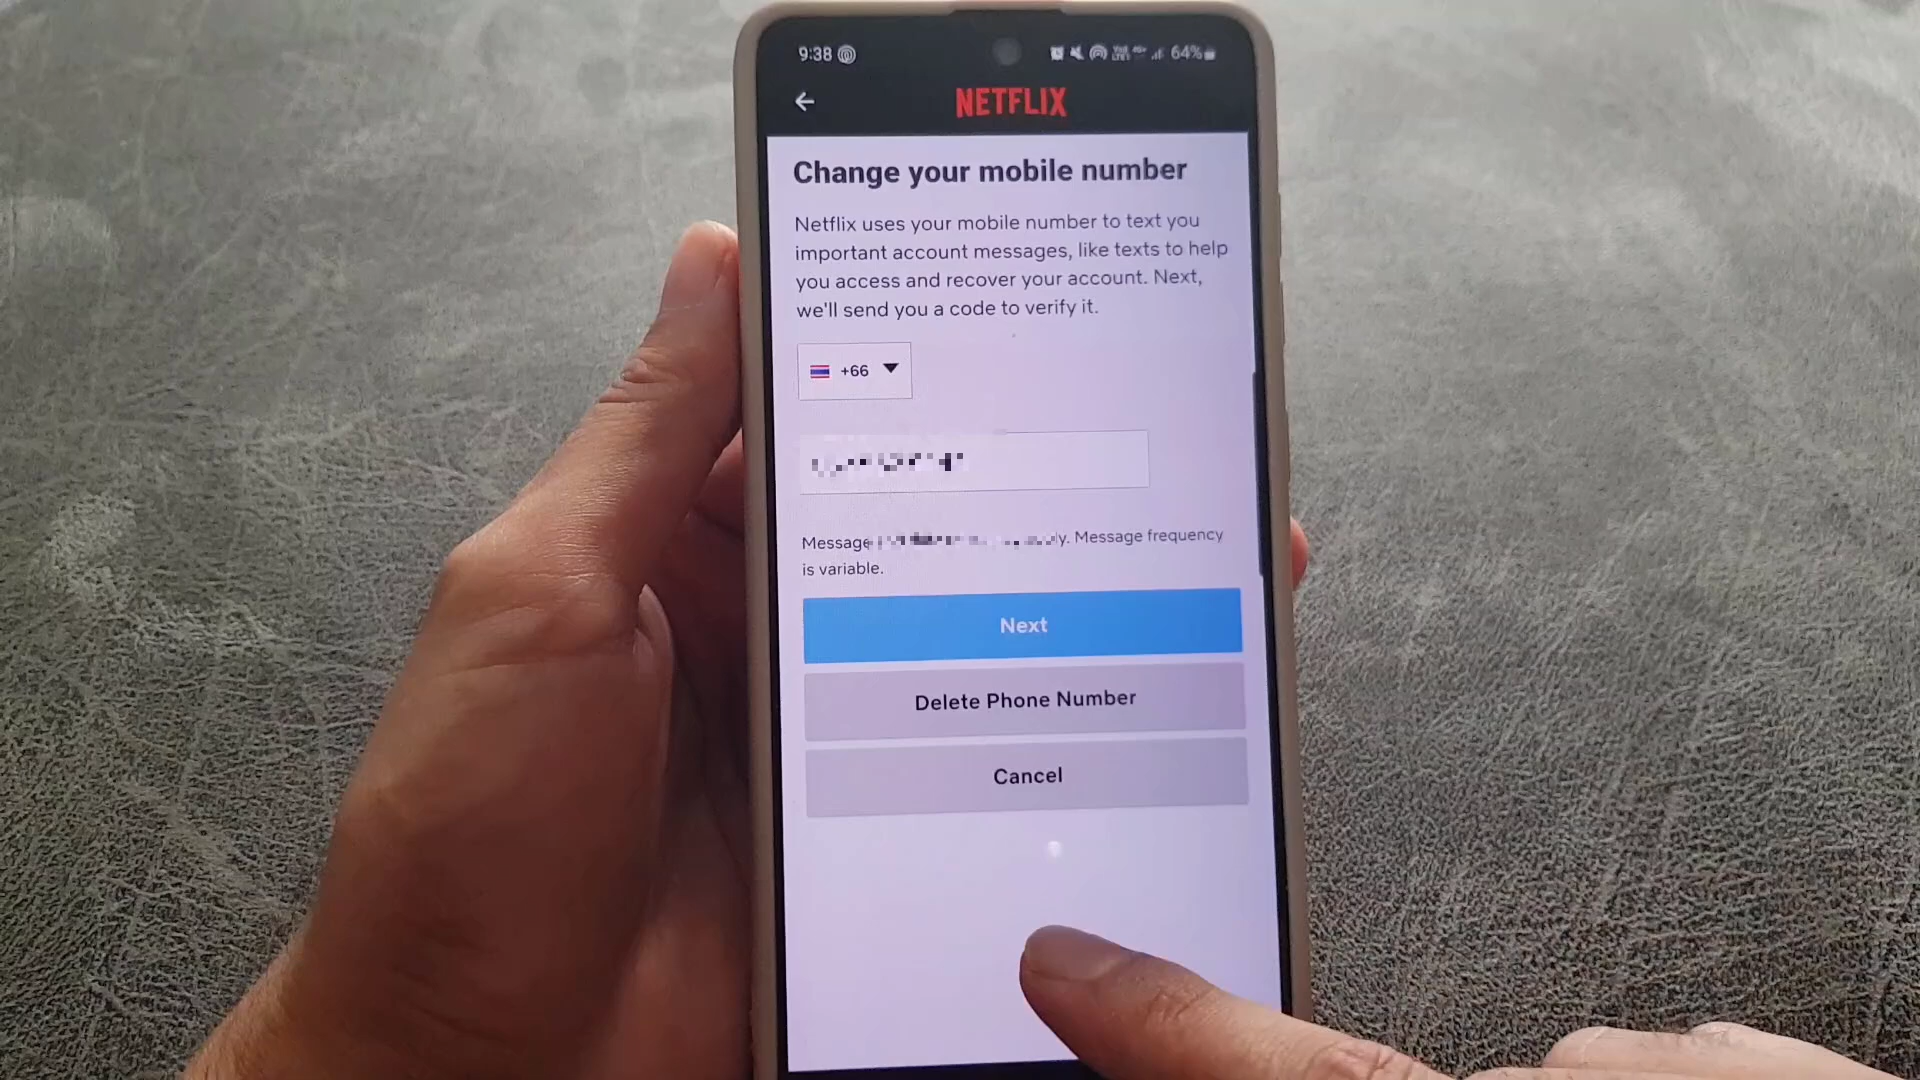 9:38
64%
NETFLIX
Change your mobile number
Netflix uses your mobile number to text you
important account messages, like texts to help
you access and recover your account. Next,
we'll send you a code to verify it.
+66
Message y. Message frequency
is variable.
Next
Delete Phone Number
Cancel